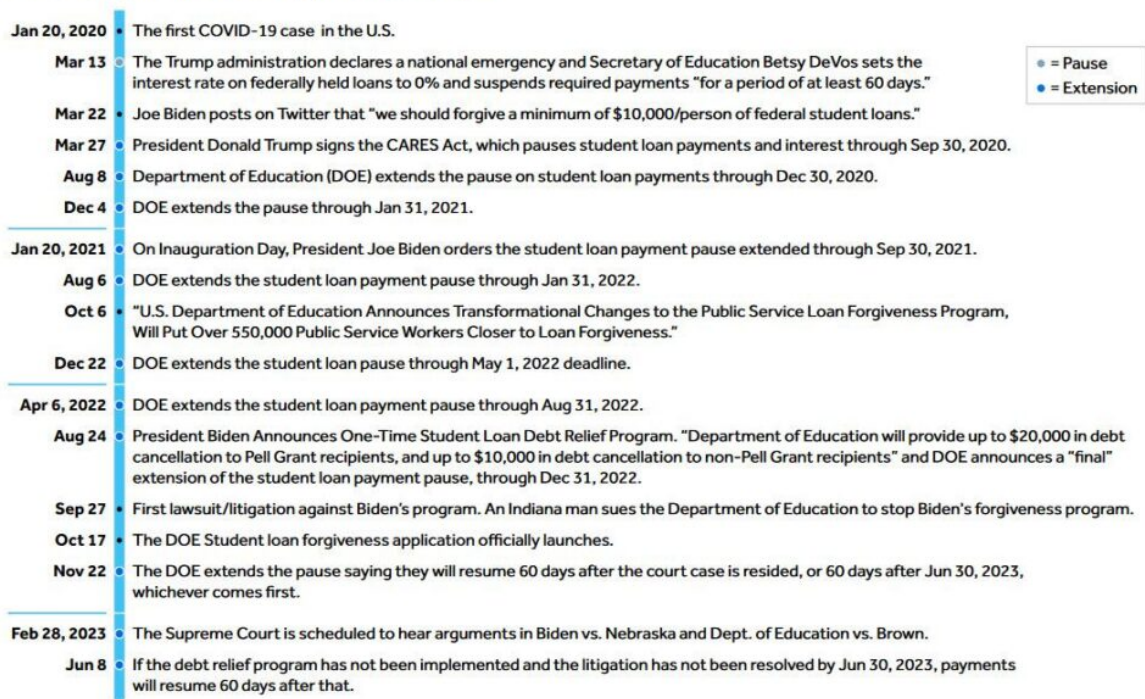 Jan 20, 2020 The first COVID-19 case in the U.S.
Mar 13 The Trump administration declares a national emergency and Secretary of Education Betsy DeVos sets the
interest rate on federally held loans to 0% and suspends required payments "for a period of at least 60 days."
= Pause
= Extension
Mar 22 Joe Biden posts on Twitter that "we should forgive a minimum of $10,000/person of federal student loans."
Mar 27 President Donald Trump signs the CARES Act, which pauses student loan payments and interest through Sep 30, 2020.
Aug 8 Department of Education (DOE) extends the pause on student loan payments through Dec 30, 2020.
Dec 4 DOE extends the pause through Jan 31, 2021.
Jan 20, 2021 On Inauguration Day, President Joe Biden orders the student loan payment pause extended through Sep 30, 2021.
Aug 6 DOE extends the student loan payment pause through Jan 31, 2022.
Oct 6 "U.S. Department of Education Announces Transformational Changes to the Public Service Loan Forgiveness Program,
Will Put Over 550,000 Public Service Workers Closer to Loan Forgiveness."
Dec 22 DOE extends the student loan pause through May 1, 2022 deadline.
Apr 6, 2022 DOE extends the student loan payment pause through Aug 31, 2022.
Aug 24 President Biden Announces One-Time Student Loan Debt Relief Program. "Department of Education will provide up to $20,000 in debt
cancellation to Pell Grant recipients, and up to $10,000 in debt cancellation to non-Pell Grant recipients" and DOE announces a "final"
extension of the student loan payment pause, through Dec 31, 2022.
Sep 27 First lawsuit/litigation against Biden's program. An Indiana man sues the Department of Education to stop Biden's forgiveness program.
Oct 17 The DOE Student loan forgiveness application officially launches.
Nov 22 The DOE extends the pause saying they will resume 60 days after the court case is resided, or 60 days after Jun 30, 2023,
whichever comes first.
Feb 28, 2023 The Supreme Court is scheduled to hear arguments in Biden vs. Nebraska and Dept. of Education vs. Brown.
Jun 8 If the debt relief program has not been implemented and the litigation has not been resolved by Jun 30, 2023, payments
will resume 60 days after that.